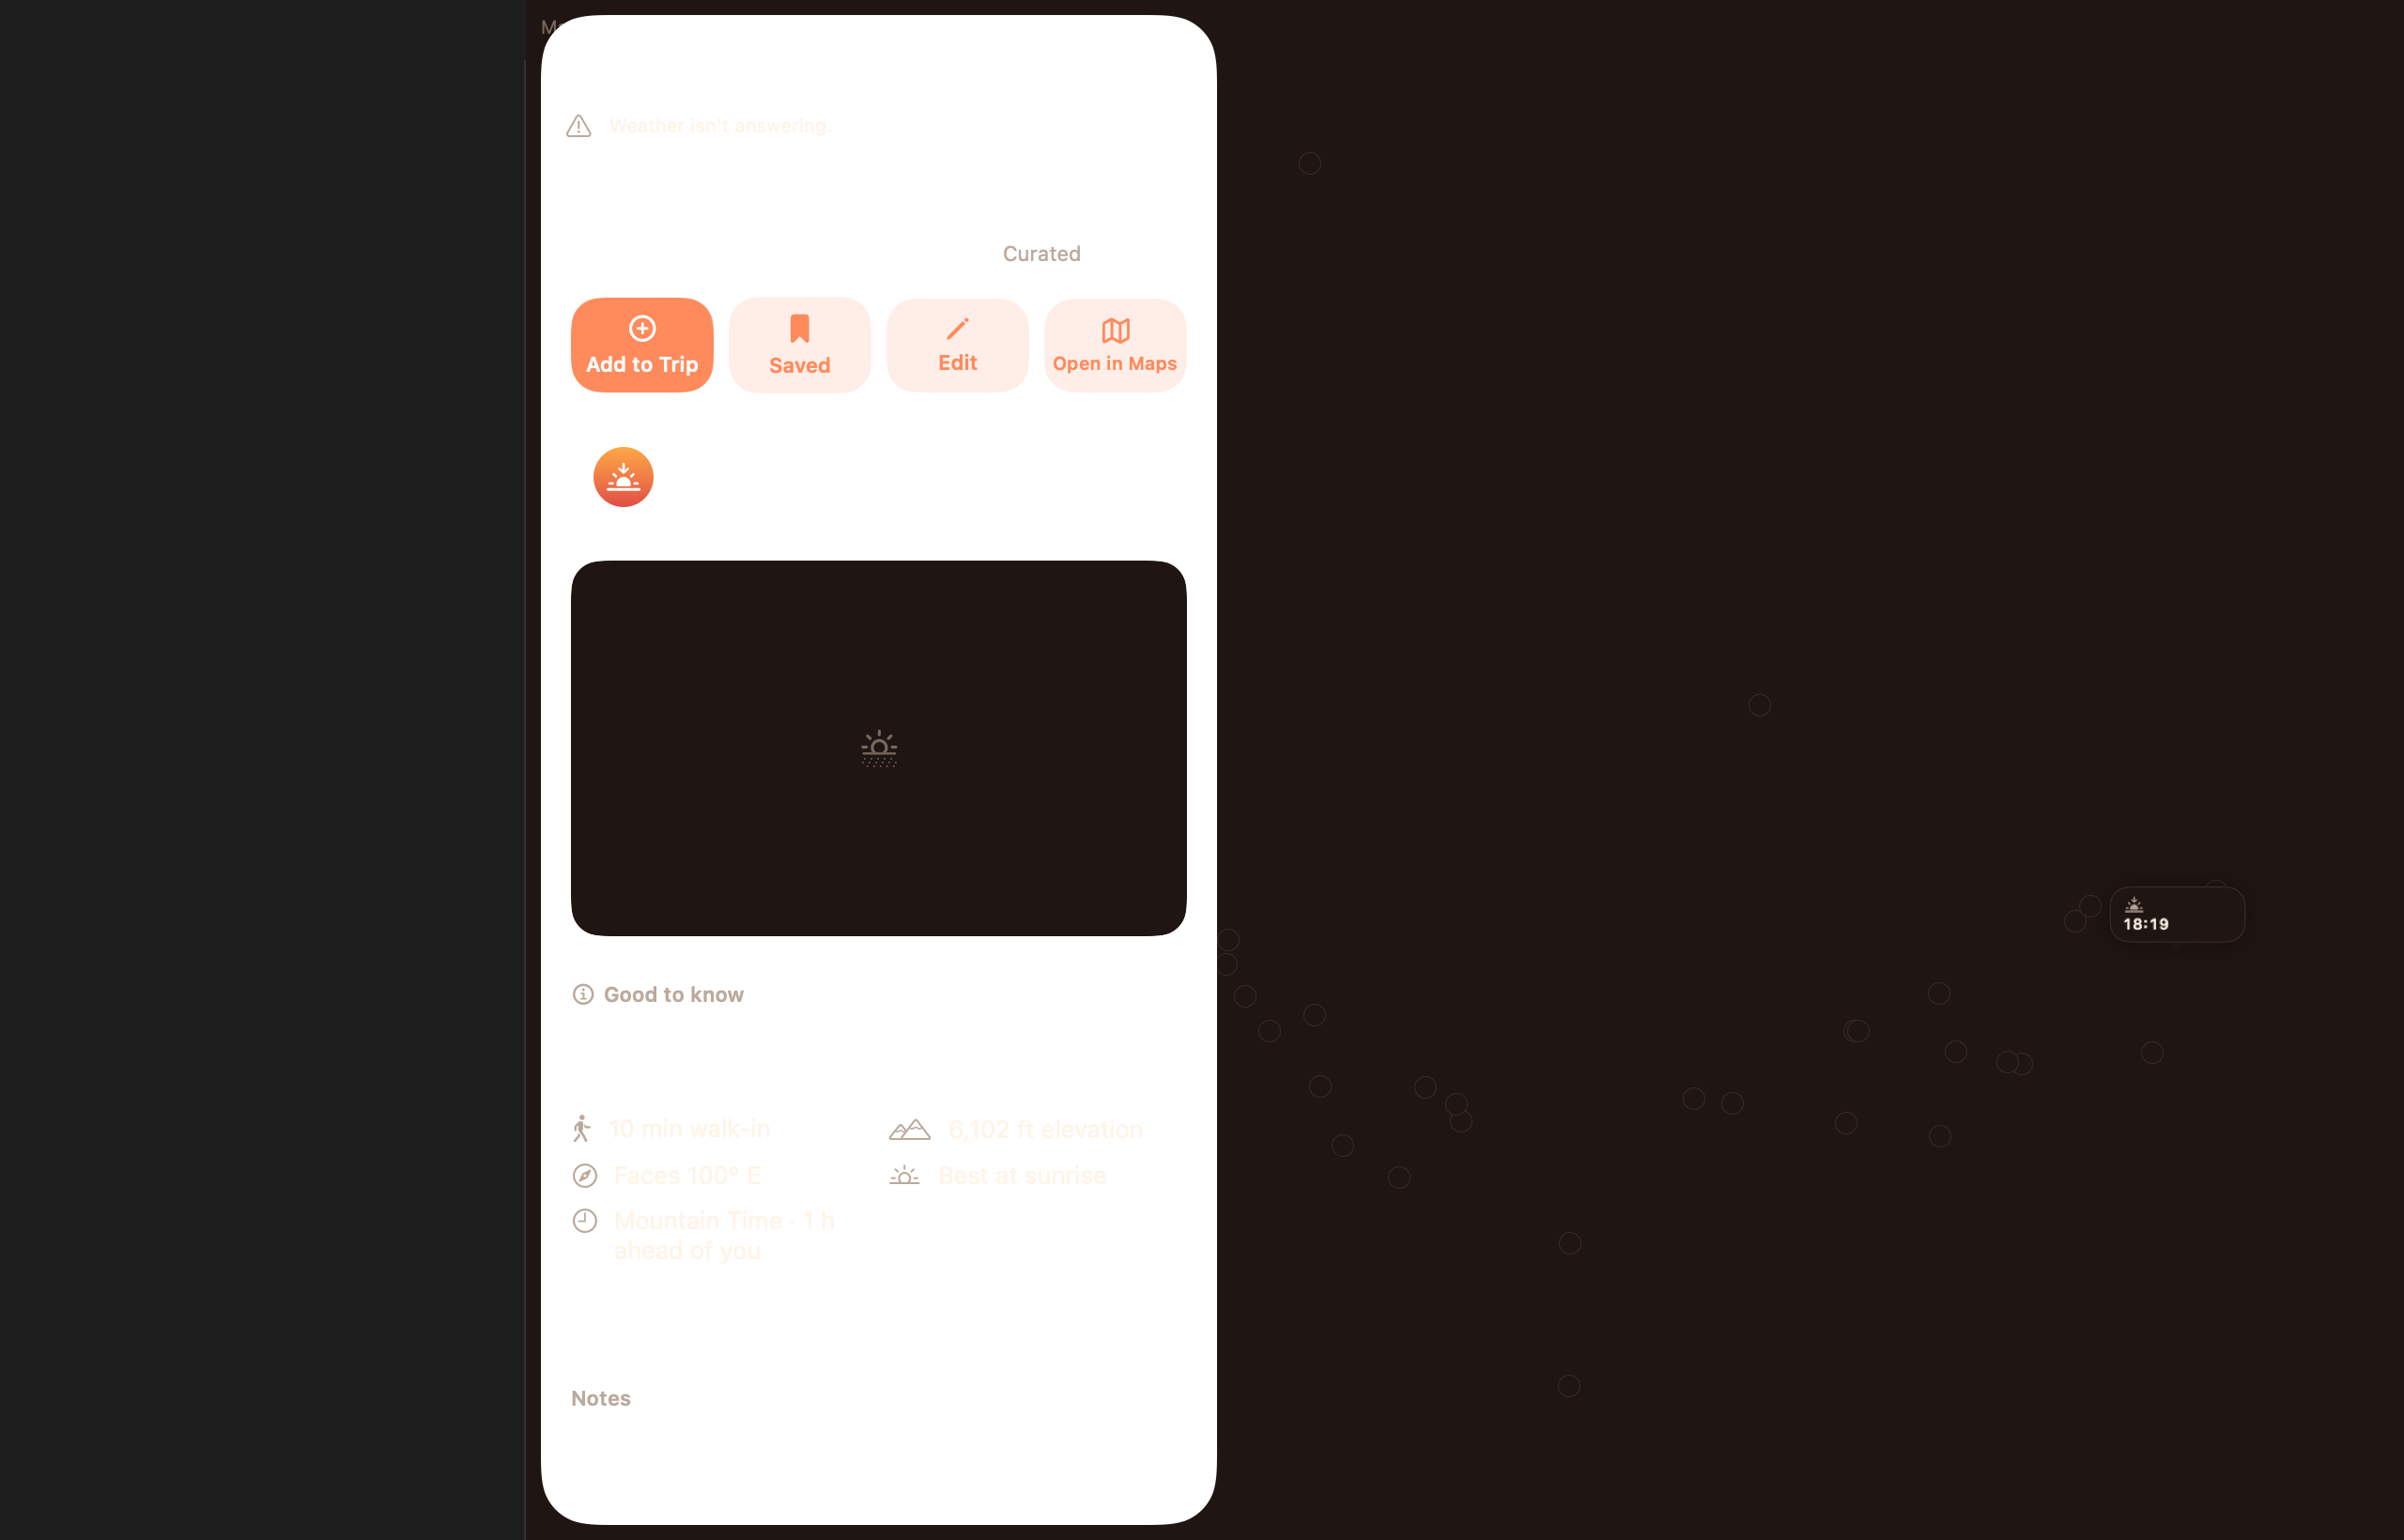 Weather isn't answering.
Curated
Add to Trip
Saved
Edit
Open in Maps
18:19
Good to know
10 min walk-in
6,102 ft elevation
Faces 100° E
Best at sunrise
Mountain Time · 1 h
ahead of you
Notes